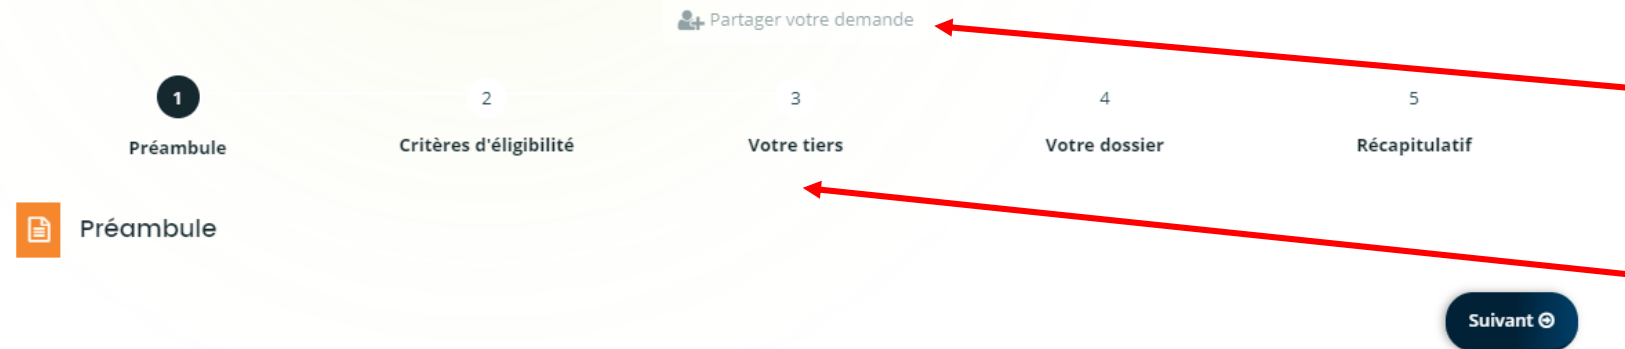 Partager votre demande
1 2 3 4 5
Préambule Critères d'éligibilité Votre tiers Votre dossier Récapitulatif
Préambule
Suivant